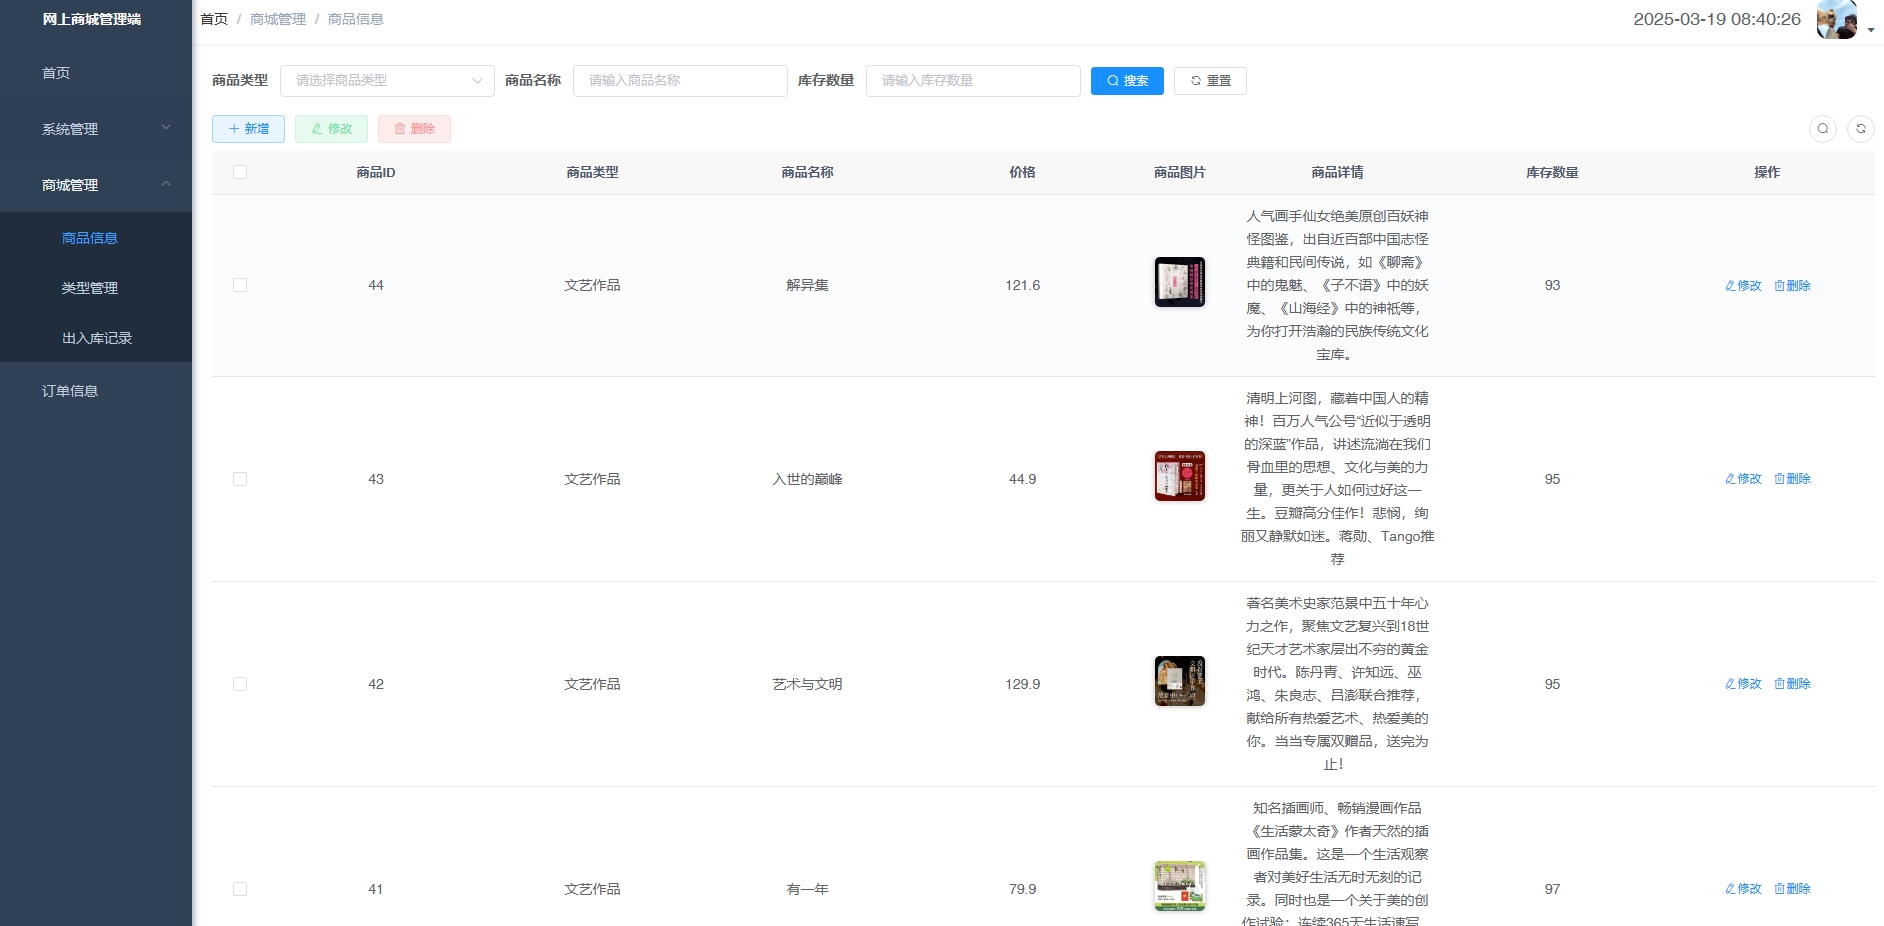 网上商城管理端
首页 / 商城管理 / 商品信息
2025-03-19 08:40:26
首页
系统管理
商城管理
商品信息
类型管理
出入库记录
订单信息
商品类型 请选择商品类型 商品名称 请输入商品名称 库存数量 请输入库存数量 搜索 重置
新增 修改 删除
商品ID 商品类型 商品名称 价格 商品图片 商品详情 库存数量 操作
44 文艺作品 解异集 121.6
人气画手仙女绝美原创百妖神
怪图鉴，出自近百部中国志怪
典籍和民间传说，如《聊斋》
中的鬼魅、《子不语》中的妖
魔、《山海经》中的神祇等，
为你打开浩瀚的民族传统文化
宝库。
93 修改 删除
43 文艺作品 入世的巅峰 44.9
清明上河图，藏着中国人的精
神！百万人气公号“近似于透明
的深蓝”作品，讲述流淌在我们
骨血里的思想、文化与美的力
量，更关于人如何过好这一
生。豆瓣高分佳作！悲悯，绚
丽又静默如迷。蒋勋、Tango推
荐
95 修改 删除
42 文艺作品 艺术与文明 129.9
著名美术史家范景中五十年心
力之作，聚焦文艺复兴到18世
纪天才艺术家层出不穷的黄金
时代。陈丹青、许知远、巫
鸿、朱良志、吕澎联合推荐，
献给所有热爱艺术、热爱美的
你。当当专属双赠品，送完为
止！
95 修改 删除
41 文艺作品 有一年 79.9
知名插画师、畅销漫画作品
《生活蒙太奇》作者天然的插
画作品集。这是一个生活观察
者对美好生活无时无刻的记
录。同时也是一个关于美的创
作试验：连续365天生活速写
97 修改 删除